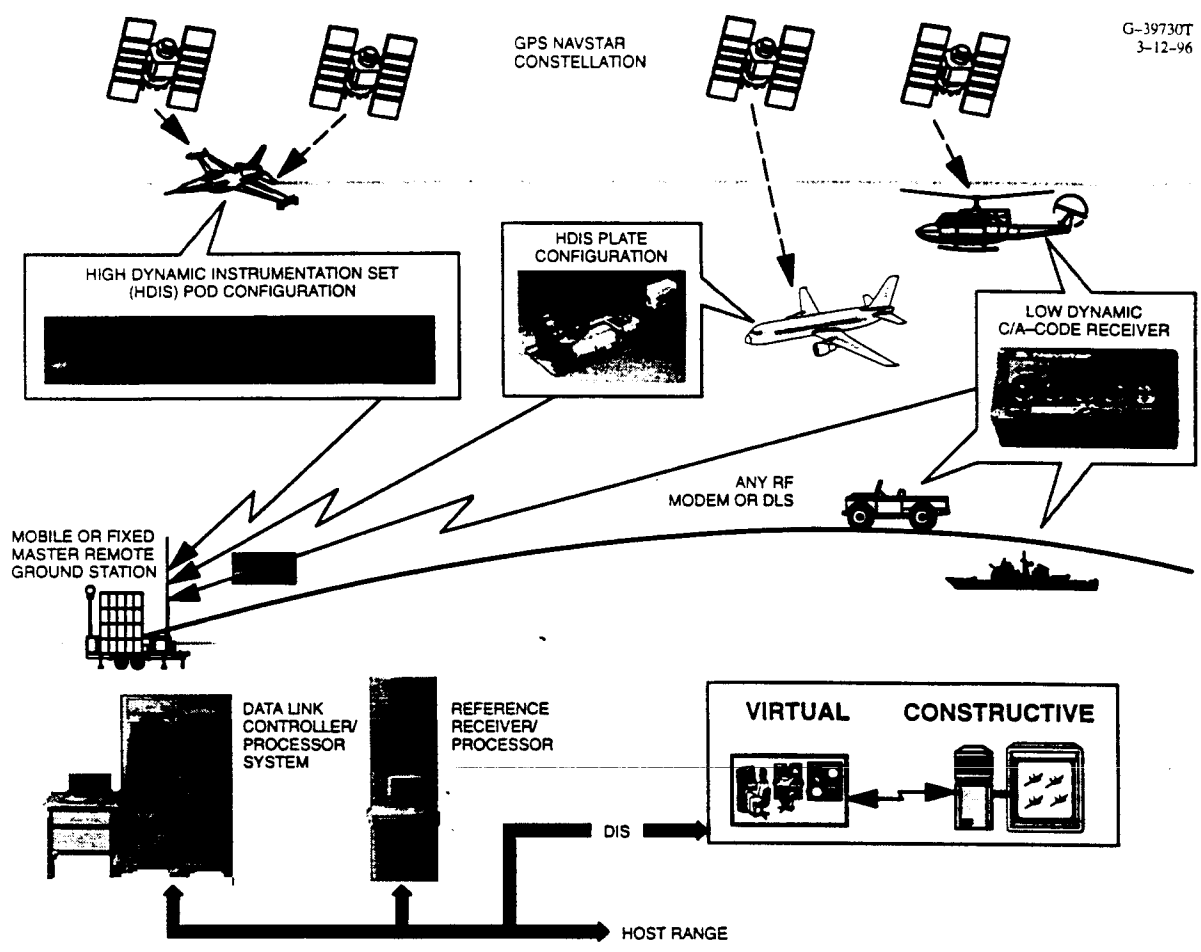 GPS NAVSTAR
CONSTELLATION
G-39730T
3-12-96
HIGH DYNAMIC INSTRUMENTATION SET
(HDIS) POD CONFIGURATION
HDIS PLATE
CONFIGURATION
LOW DYNAMIC
C/A-CODE RECEIVER
ANY RF
MODEM OR DLS
MOBILE OR FIXED
MASTER REMOTE
GROUND STATION
DATA LINK
CONTROLLER/
PROCESSOR
SYSTEM
REFERENCE
RECEIVER/
PROCESSOR
VIRTUAL
CONSTRUCTIVE
DIS
HOST RANGE